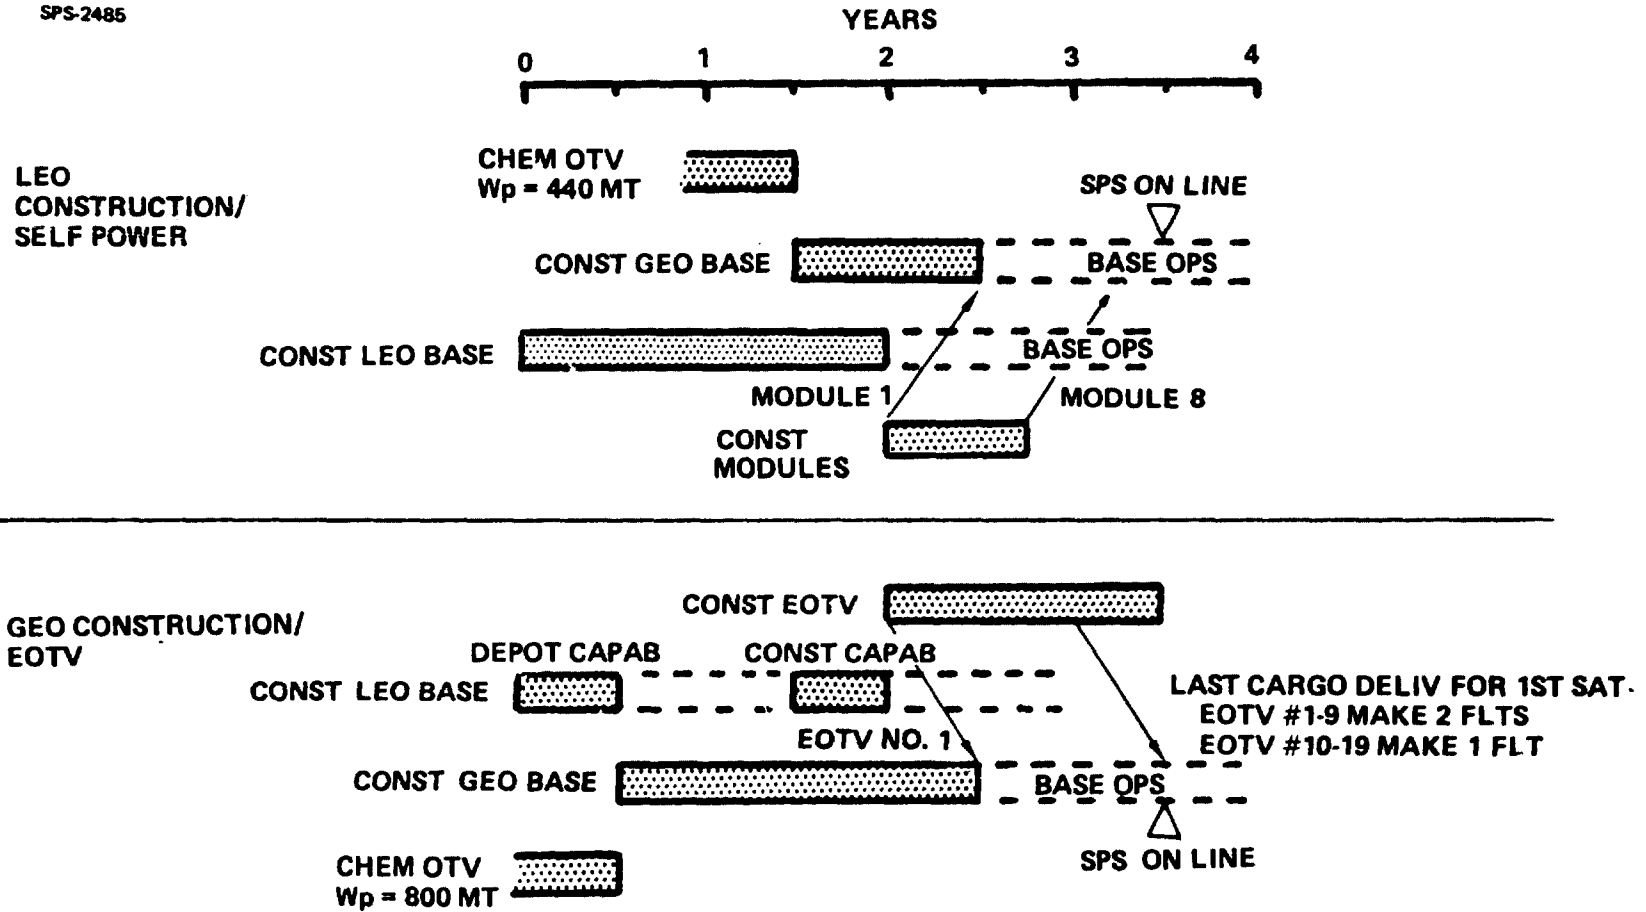 SPS-2485
YEARS
0 1 2 3 4
LEO
CONSTRUCTION/
SELF POWER
CHEM OTV
Wp = 440 MT
SPS ON LINE
CONST GEO BASE
BASE OPS
CONST LEO BASE
BASE OPS
MODULE 1
MODULE 8
CONST
MODULES
GEO CONSTRUCTION/
EOTV
CONST EOTV
DEPOT CAPAB
CONST CAPAB
CONST LEO BASE
LAST CARGO DELIV FOR 1ST SAT.
EOTV #1-9 MAKE 2 FLTS
EOTV #10-19 MAKE 1 FLT
EOTV NO. 1
CONST GEO BASE
BASE OPS
SPS ON LINE
CHEM OTV
Wp = 800 MT